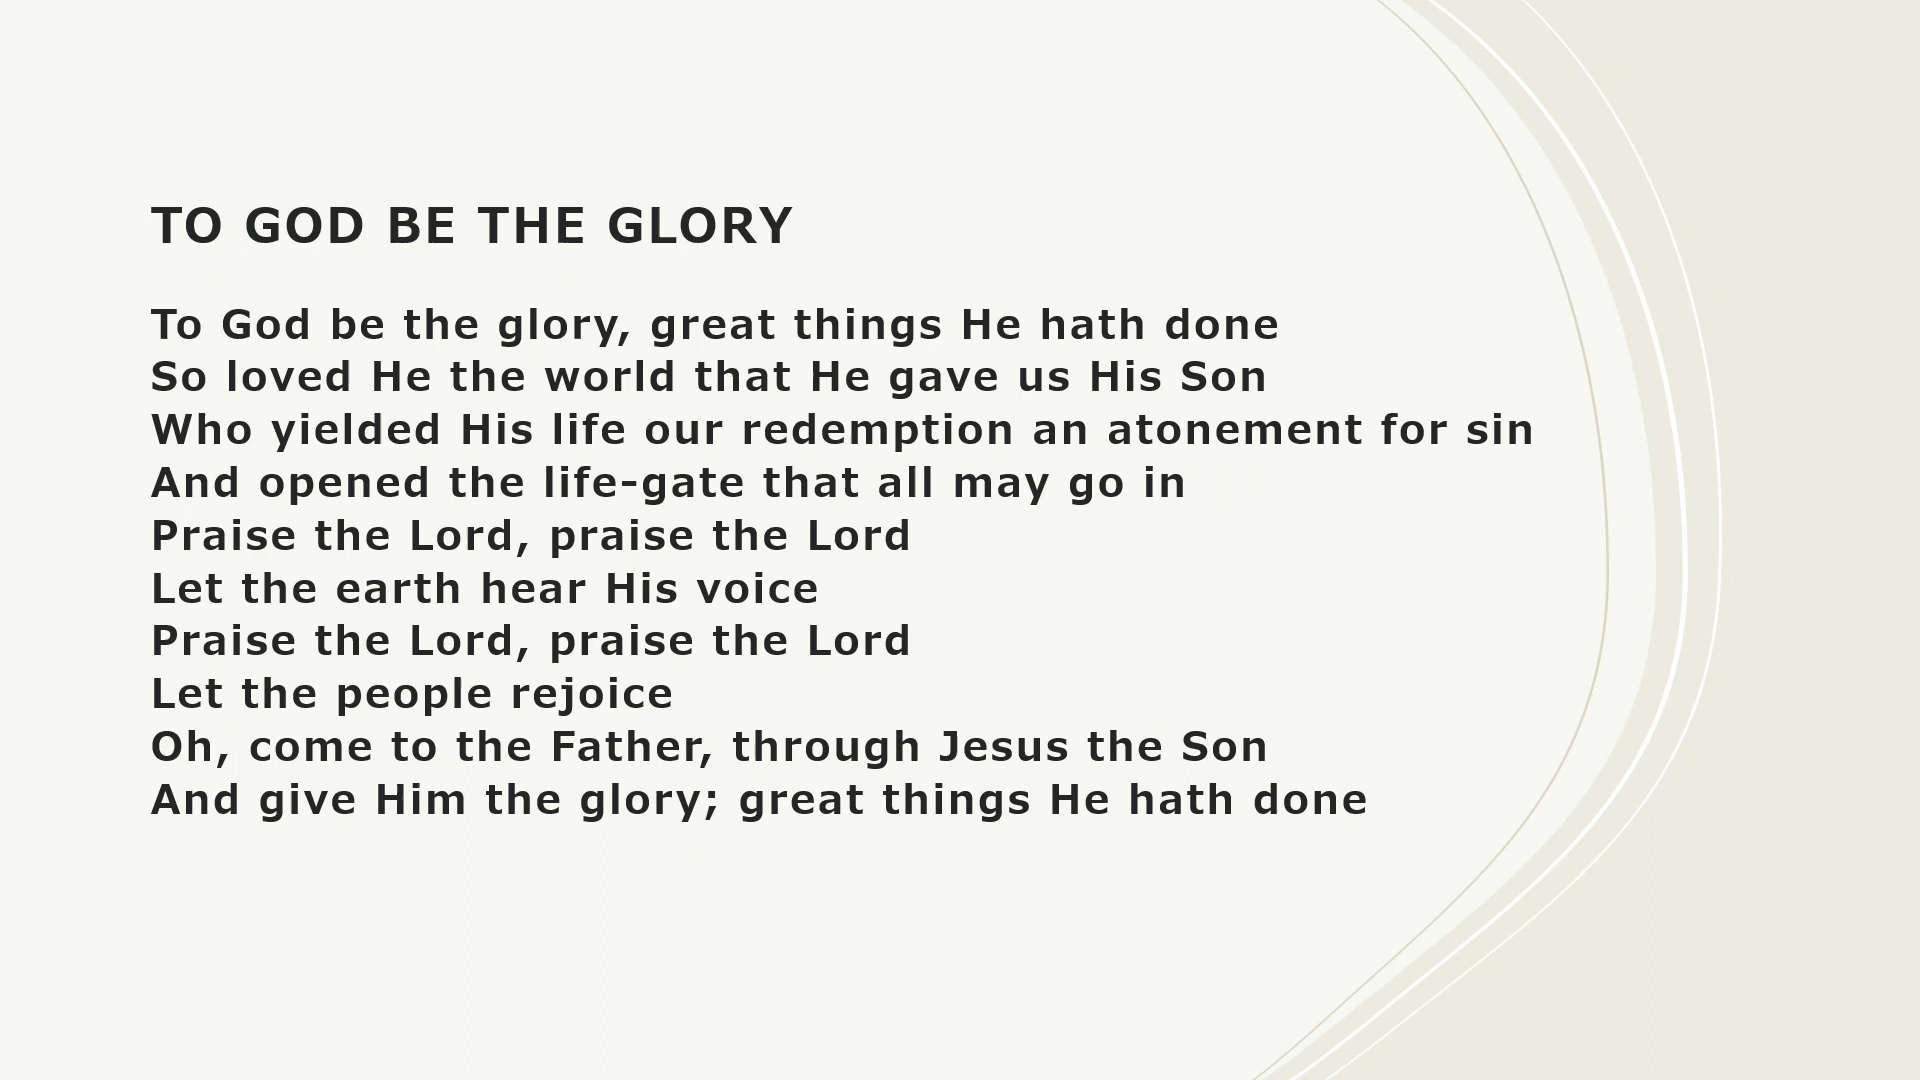 TO GOD BE THE GLORY
To God be the glory, great things He hath done
So loved He the world that He gave us His Son
Who yielded His life our redemption an atonement for sin
And opened the life-gate that all may go in
Praise the Lord, praise the Lord
Let the earth hear His voice
Praise the Lord, praise the Lord
Let the people rejoice
Oh, come to the Father, through Jesus the Son
And give Him the glory; great things He hath done